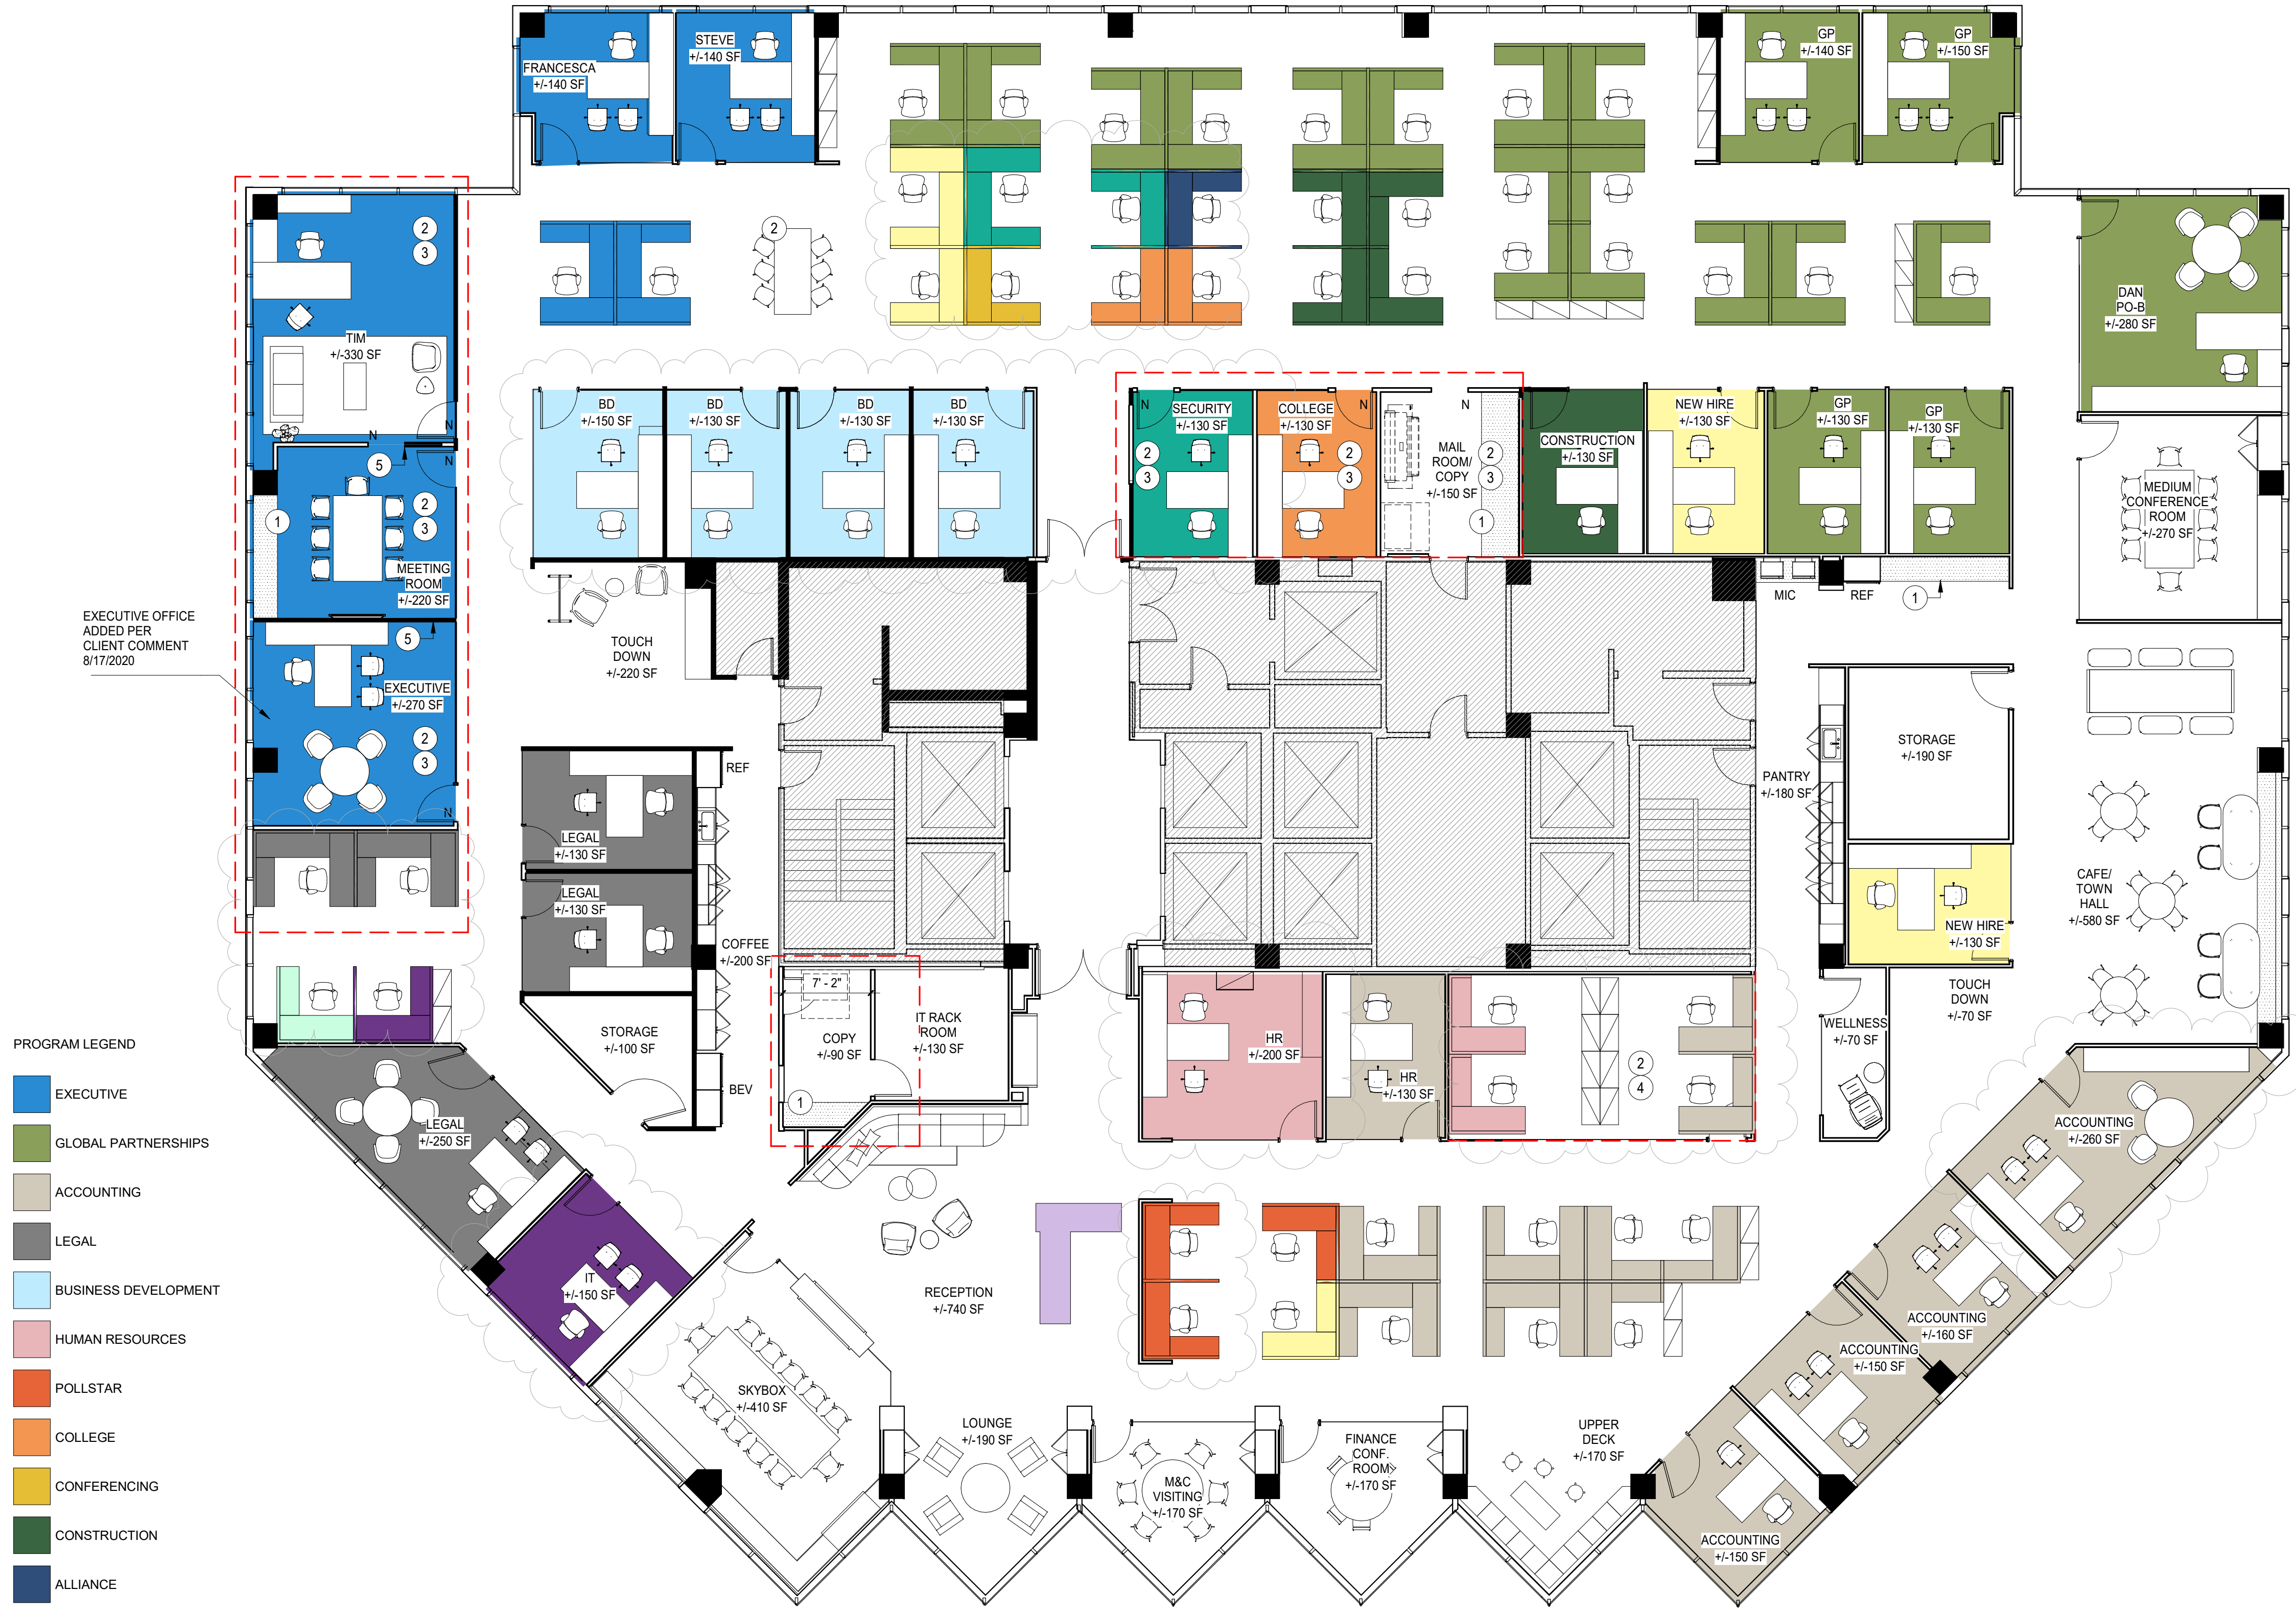 FRANCESCA
+/-140 SF
STEVE
+/-140 SF
GP
+/-140 SF
GP
+/-150 SF
2
3
2
TIM
+/-330 SF
N
N
DAN
PO-B
+/-280 SF
BD
+/-150 SF
BD
+/-130 SF
BD
+/-130 SF
BD
+/-130 SF
N
SECURITY
+/-130 SF
2
3
COLLEGE
+/-130 SF
N
2
3
N
MAIL
ROOM/
COPY
+/-150 SF
2
3
1
CONSTRUCTION
+/-130 SF
NEW HIRE
+/-130 SF
GP
+/-130 SF
GP
+/-130 SF
5
N
1
2
3
MEETING
ROOM
+/-220 SF
MEDIUM
CONFERENCE
ROOM
+/-270 SF
MIC
REF
1
EXECUTIVE OFFICE
ADDED PER
CLIENT COMMENT
8/17/2020
5
EXECUTIVE
+/-270 SF
2
3
N
TOUCH
DOWN
+/-220 SF
REF
LEGAL
+/-130 SF
LEGAL
+/-130 SF
COFFEE
+/-200 SF
PANTRY
+/-180 SF
STORAGE
+/-190 SF
NEW HIRE
+/-130 SF
CAFE/
TOWN
HALL
+/-580 SF
TOUCH
DOWN
+/-70 SF
WELLNESS
+/-70 SF
STORAGE
+/-100 SF
BEV
7' - 2"
COPY
+/-90 SF
1
IT RACK
ROOM
+/-130 SF
HR
+/-200 SF
HR
+/-130 SF
2
4
LEGAL
+/-250 SF
IT
+/-150 SF
RECEPTION
+/-740 SF
SKYBOX
+/-410 SF
LOUNGE
+/-190 SF
M&C
VISITING
+/-170 SF
FINANCE
CONF.
ROOM
+/-170 SF
UPPER
DECK
+/-170 SF
ACCOUNTING
+/-260 SF
ACCOUNTING
+/-160 SF
ACCOUNTING
+/-150 SF
ACCOUNTING
+/-150 SF
PROGRAM LEGEND
EXECUTIVE
GLOBAL PARTNERSHIPS
ACCOUNTING
LEGAL
BUSINESS DEVELOPMENT
HUMAN RESOURCES
POLLSTAR
COLLEGE
CONFERENCING
CONSTRUCTION
ALLIANCE